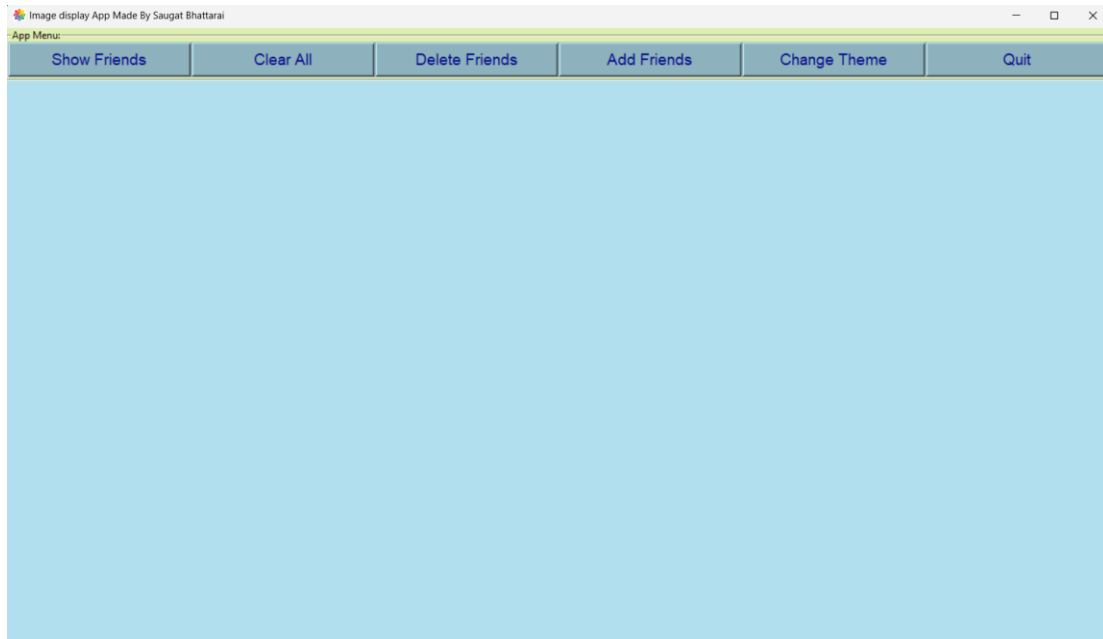 Image display App Made By Saugat Bhattarai
App Menu:
Show Friends Clear All Delete Friends Add Friends Change Theme Quit